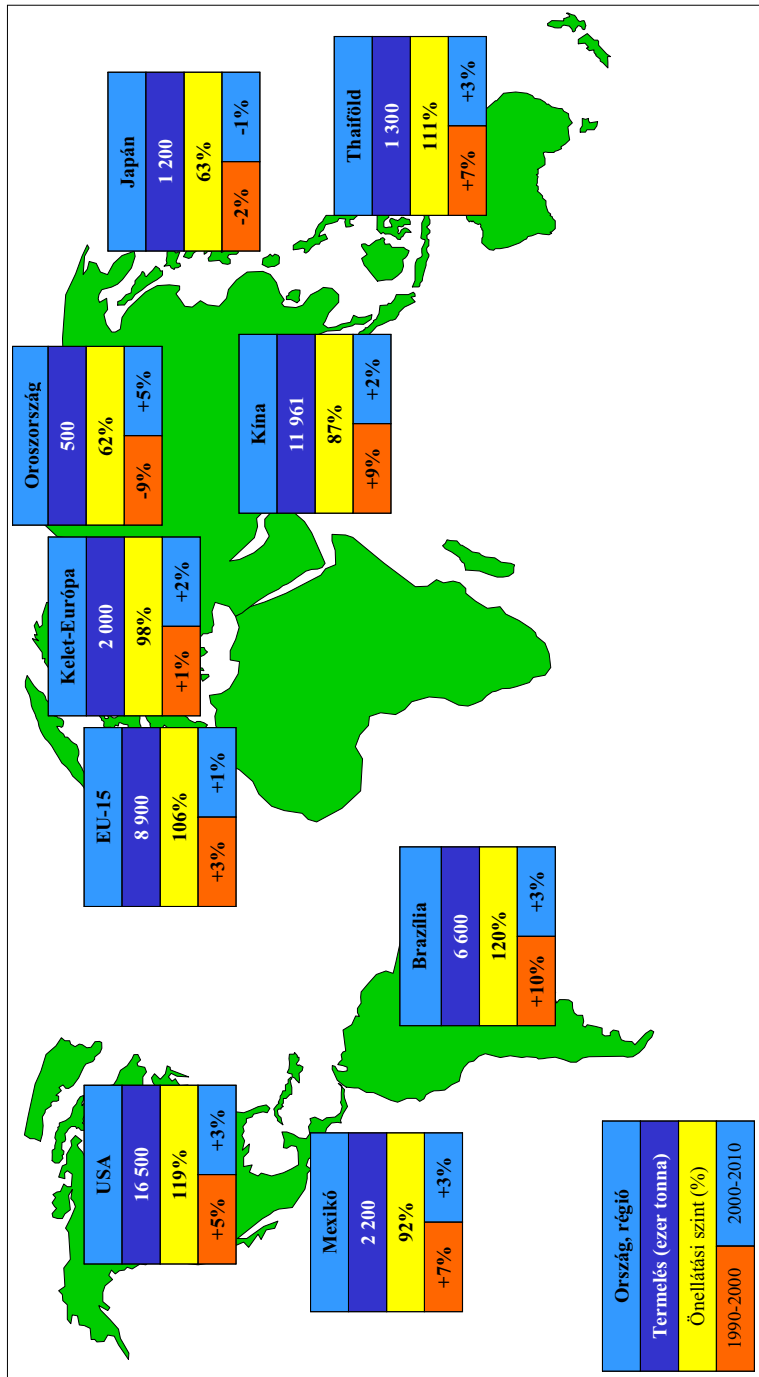 Oroszország
500
62%
-9% +5%
Kelet-Európa
2 000
98%
+1% +2%
EU-15
8 900
106%
+3% +1%
USA
16 500
119%
+5% +3%
Japán
1 200
63%
-2% -1%
Kína
11 961
87%
+9% +2%
Mexikó
2 200
92%
+7% +3%
Brazília
6 600
120%
+10% +3%
Thaiföld
1 300
111%
+7% +3%
Ország, régió
Termelés (ezer tonna)
Önellátási szint (%)
1990-2000 2000-2010